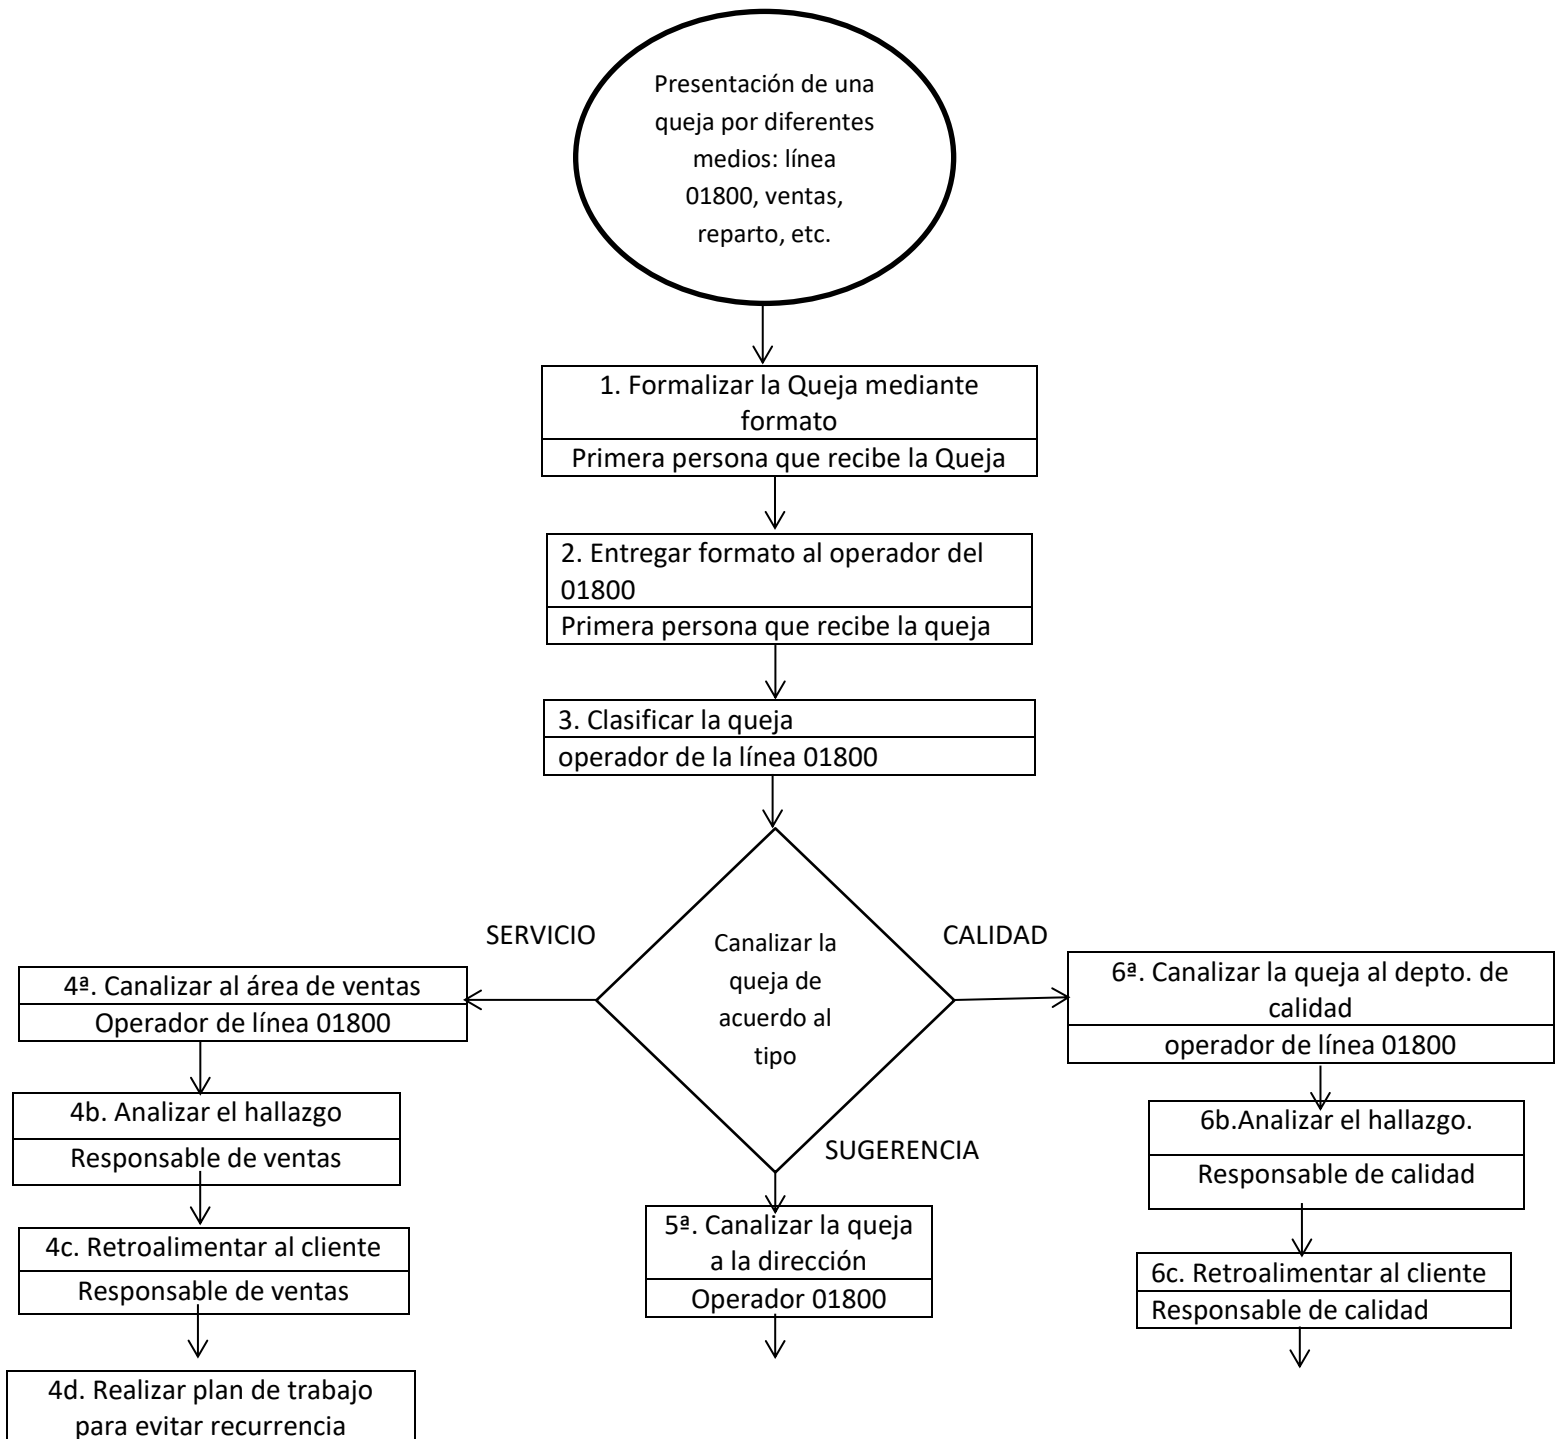 Presentación de una
queja por diferentes
medios: línea
01800, ventas,
reparto, etc.
1. Formalizar la Queja mediante
formato
Primera persona que recibe la Queja
2. Entregar formato al operador del
01800
Primera persona que recibe la queja
3. Clasificar la queja
operador de la línea 01800
Canalizar la
queja de
acuerdo al
tipo
SERVICIO
4ª. Canalizar al área de ventas
Operador de línea 01800
4b. Analizar el hallazgo
Responsable de ventas
4c. Retroalimentar al cliente
Responsable de ventas
4d. Realizar plan de trabajo
para evitar recurrencia
SUGERENCIA
5ª. Canalizar la queja
a la dirección
Operador 01800
CALIDAD
6ª. Canalizar la queja al depto. de
calidad
operador de línea 01800
6b.Analizar el hallazgo.
Responsable de calidad
6c. Retroalimentar al cliente
Responsable de calidad